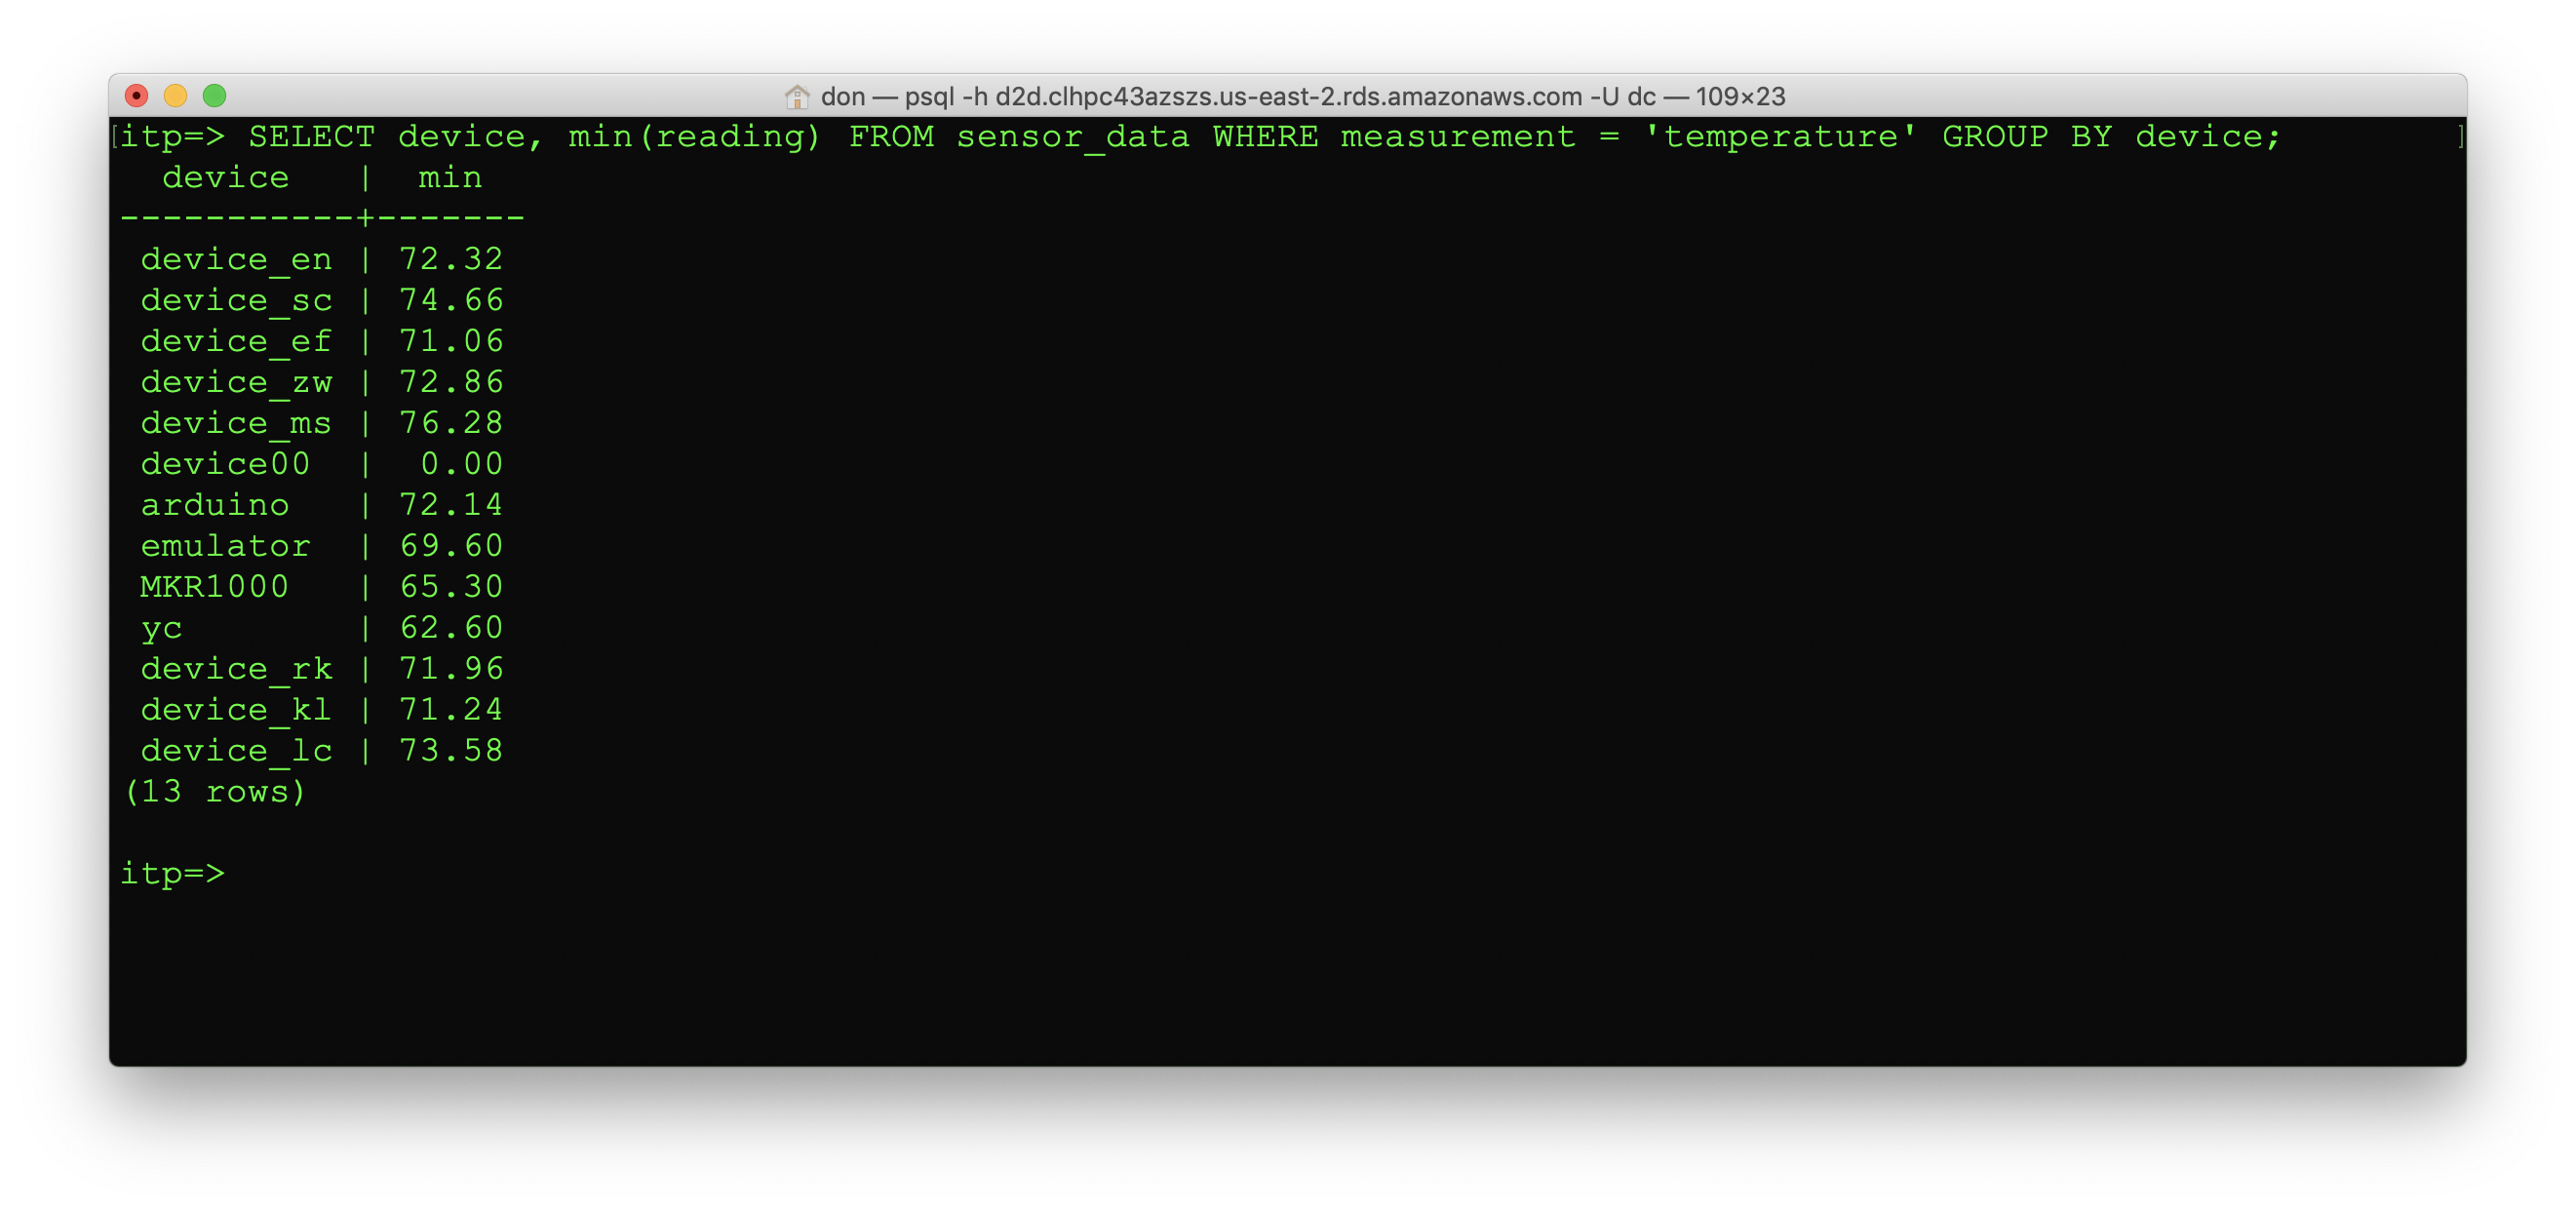 don — psql -h d2d.clhpc43azszs.us-east-2.rds.amazonaws.com -U dc — 109×23
[itp=> SELECT device, min(reading) FROM sensor_data WHERE measurement = 'temperature' GROUP BY device; ]
device | min
-----------+-------
device_en | 72.32
device_sc | 74.66
device_ef | 71.06
device_zw | 72.86
device_ms | 76.28
device00 | 0.00
arduino | 72.14
emulator | 69.60
MKR1000 | 65.30
yc | 62.60
device_rk | 71.96
device_kl | 71.24
device_lc | 73.58
(13 rows)
itp=>